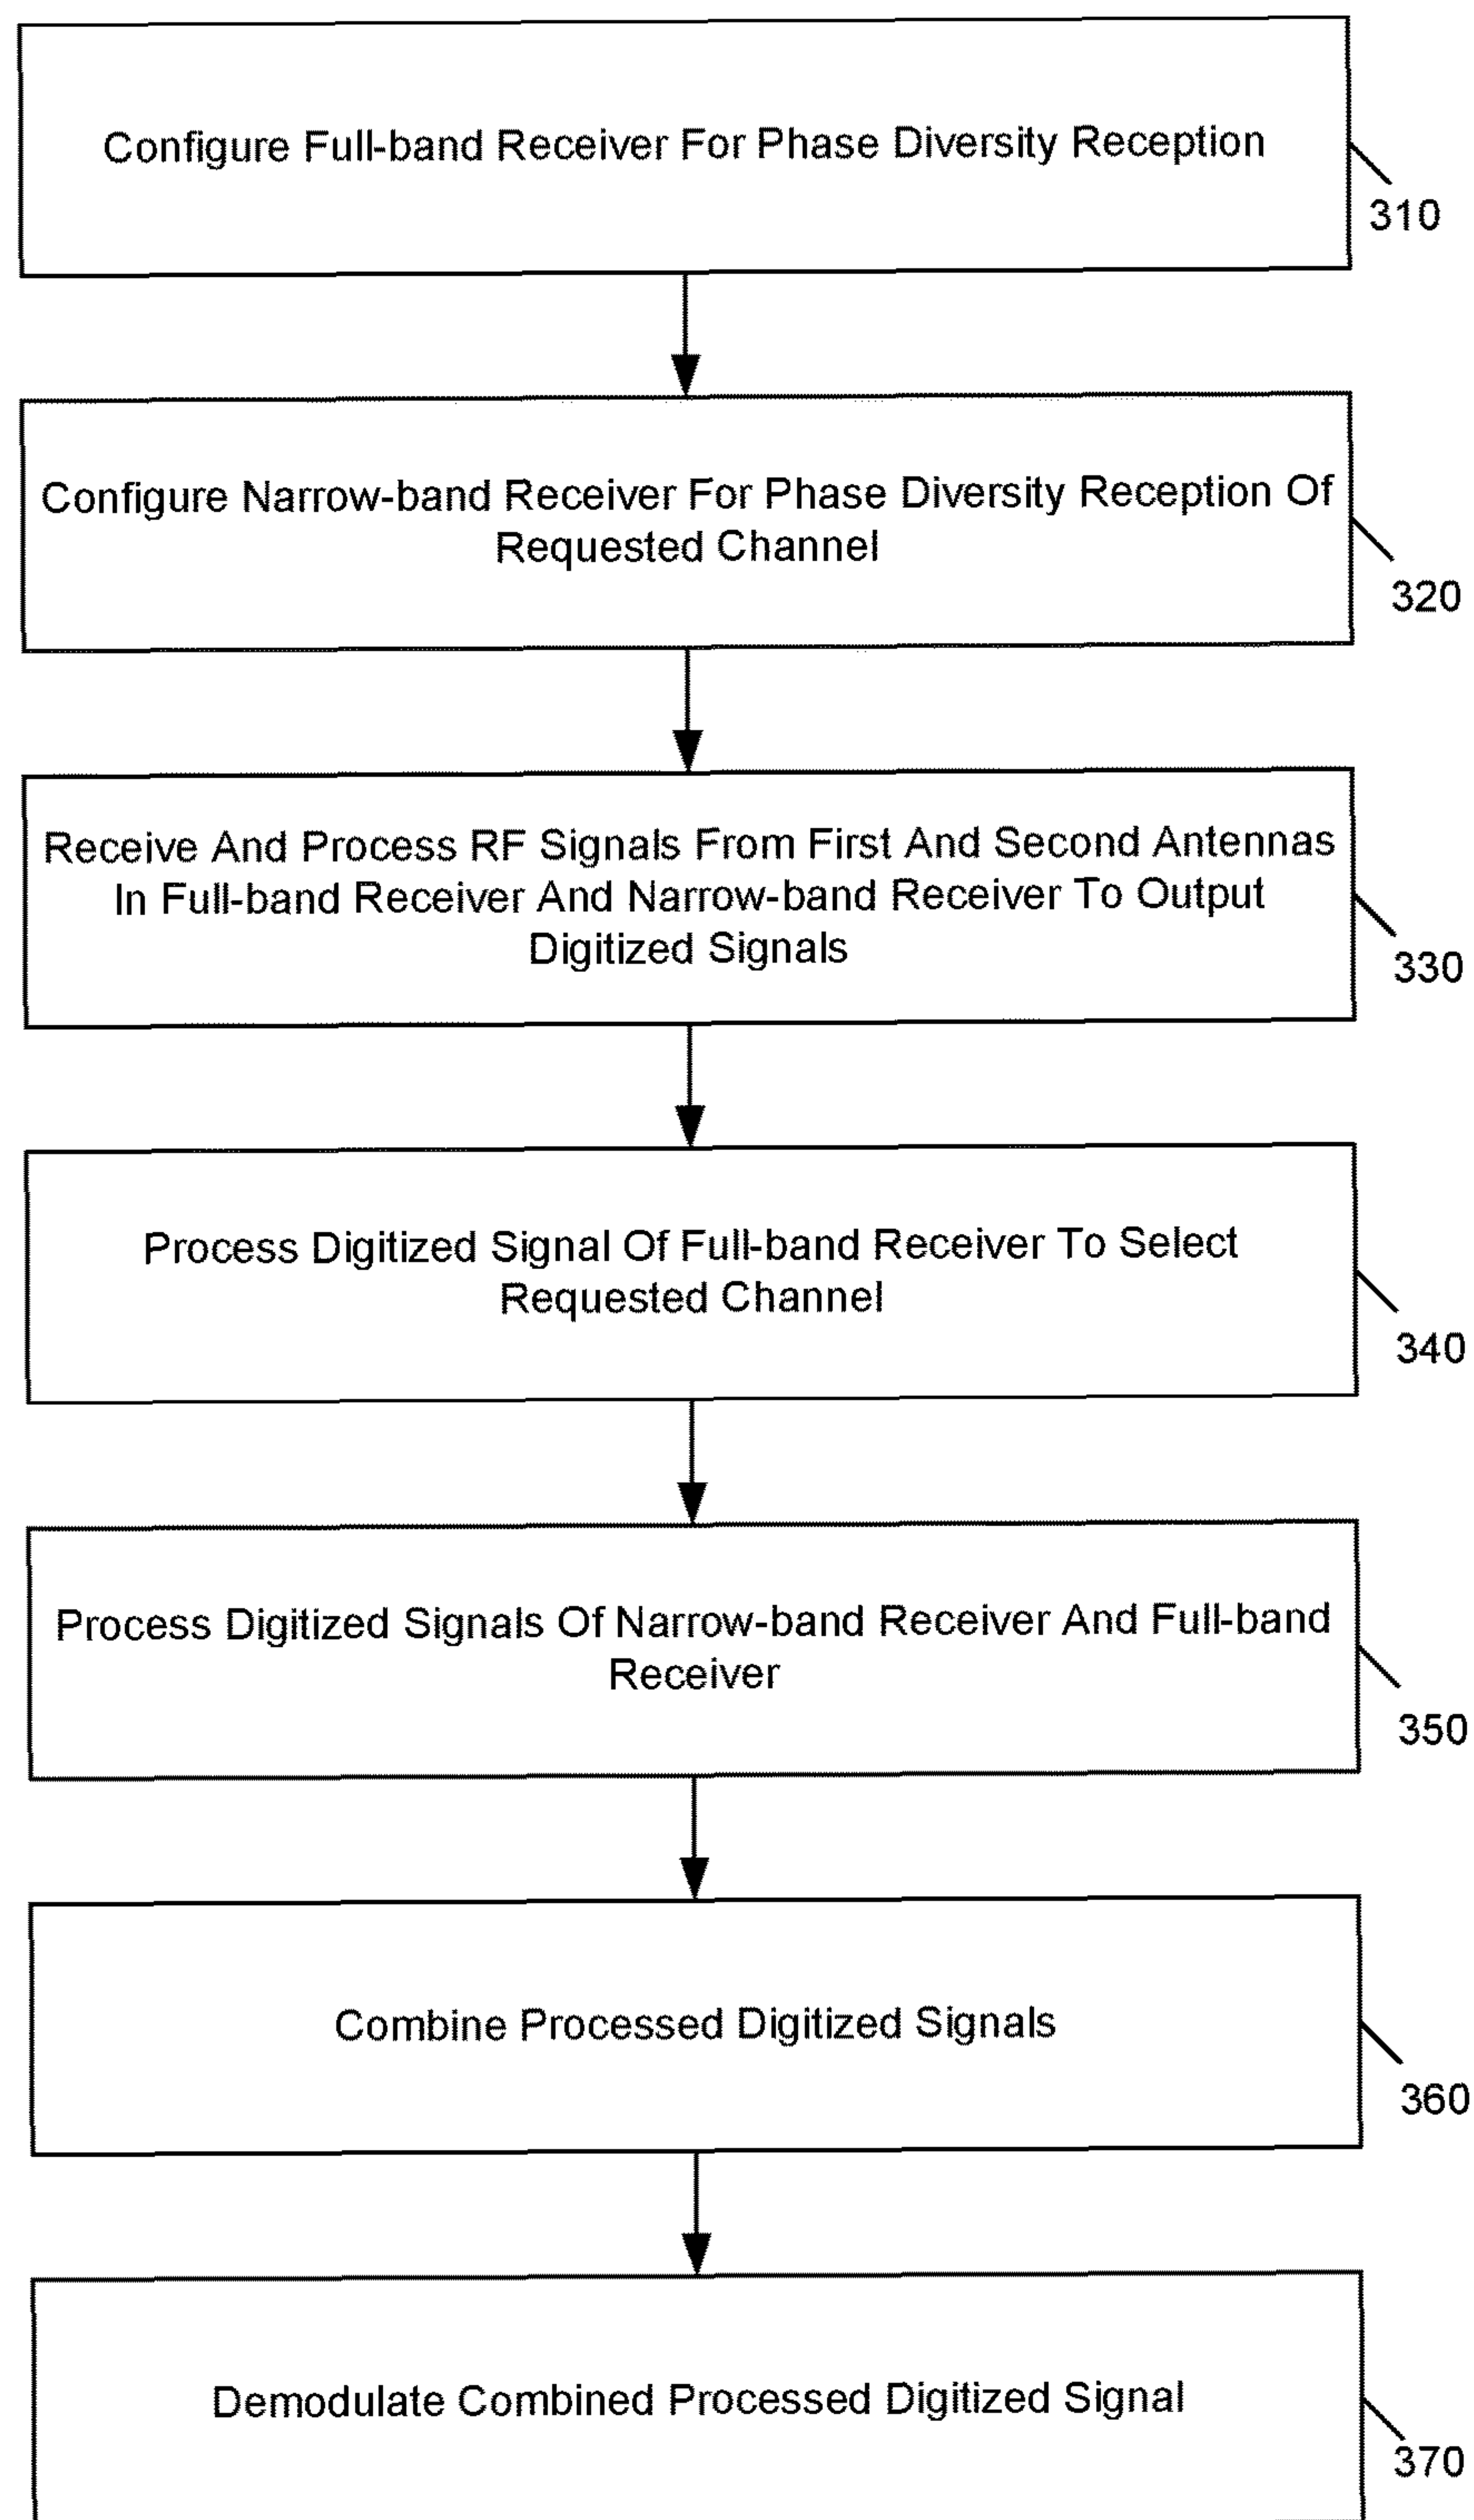 Configure Full-band Receiver For Phase Diversity Reception
310
Configure Narrow-band Receiver For Phase Diversity Reception Of
Requested Channel
320
Receive And Process RF Signals From First And Second Antennas
In Full-band Receiver And Narrow-band Receiver To Output
Digitized Signals
330
Process Digitized Signal Of Full-band Receiver To Select
Requested Channel
340
Process Digitized Signals Of Narrow-band Receiver And Full-band
Receiver
350
Combine Processed Digitized Signals
360
Demodulate Combined Processed Digitized Signal
370